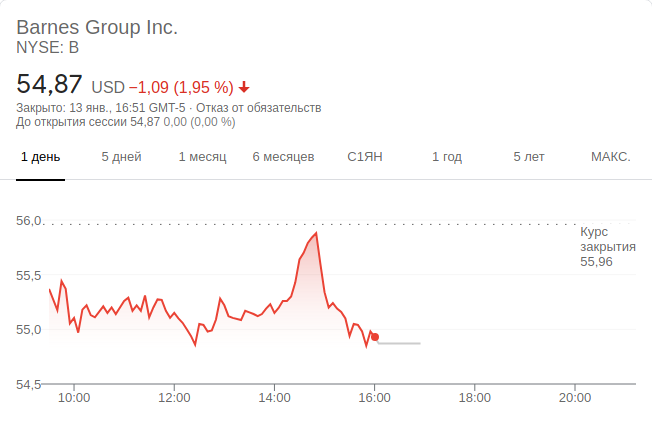 Barnes Group Inc.
NYSE: B
54,87 USD −1,09 (1,95 %)
Закрыто: 13 янв., 16:51 GMT-5 · Отказ от обязательств
До открытия сессии 54,87 0,00 (0,00 %)
1 день 5 дней 1 месяц 6 месяцев С1ЯН 1 год 5 лет МАКС.
56,0
Курс
закрытия
55,96
55,5
55,0
54,5
10:00 12:00 14:00 16:00 18:00 20:00